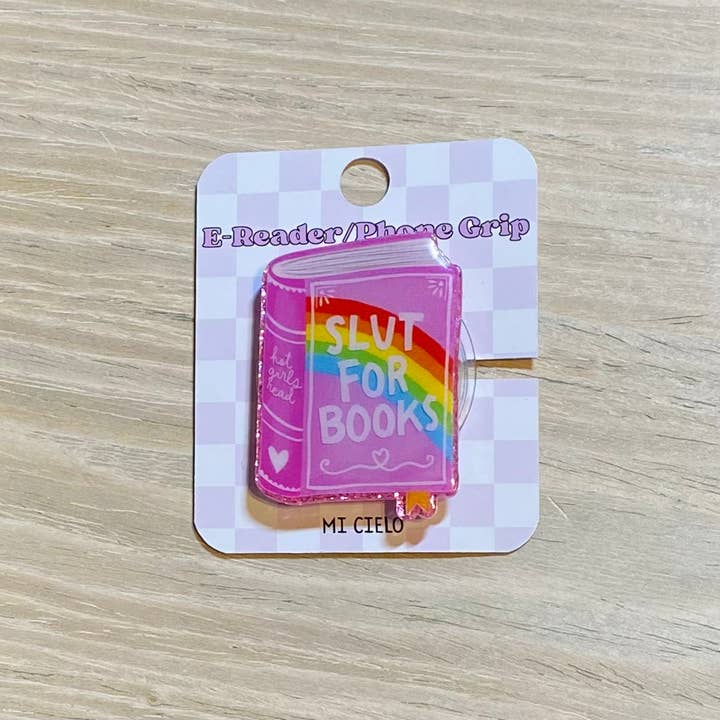 E-Reader/Phone Grip
SLUT
FOR
BOOKS
hot
girls
read
MI CIELO